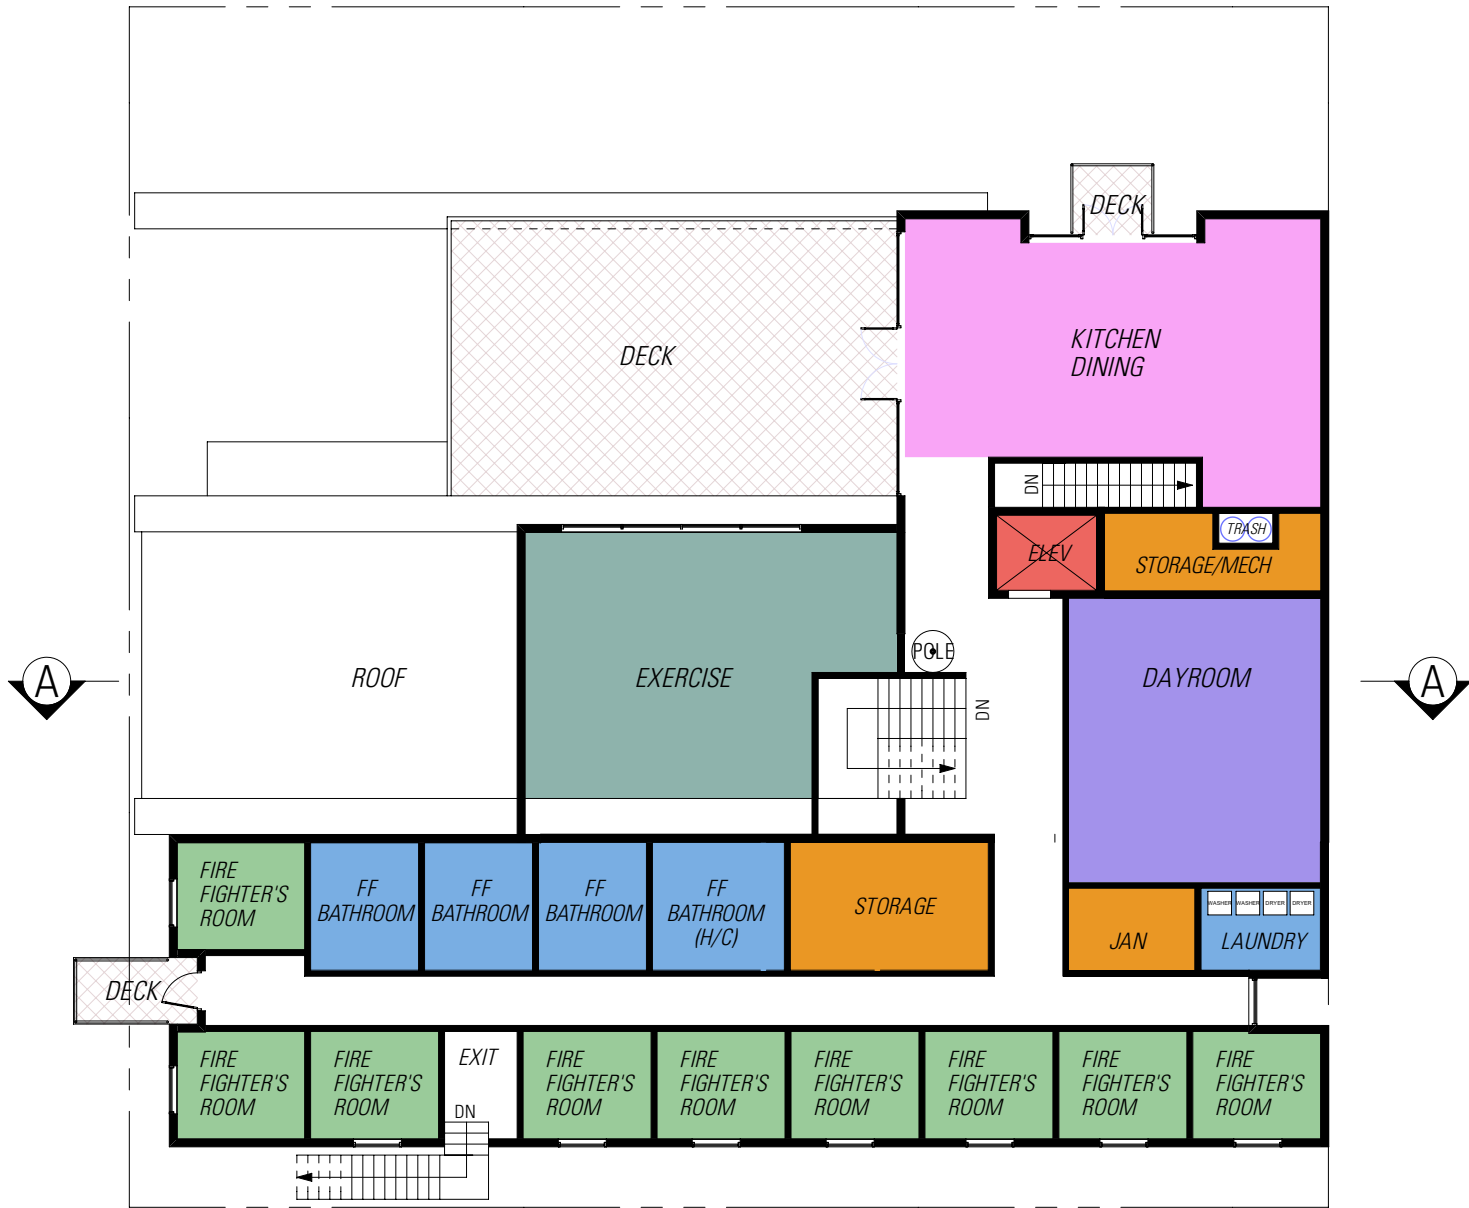 DECK
DECK
KITCHEN
DINING
DN
TRASH
ELEV
STORAGE/MECH
POLE
A
ROOF
EXERCISE
DAYROOM
A
DN
FIRE
FIGHTER'S
ROOM
FF
BATHROOM
FF
BATHROOM
FF
BATHROOM
FF
BATHROOM
(H/C)
STORAGE
JAN
WASHER
WASHER
DRYER
DRYER
LAUNDRY
DECK
FIRE
FIGHTER'S
ROOM
FIRE
FIGHTER'S
ROOM
EXIT
DN
FIRE
FIGHTER'S
ROOM
FIRE
FIGHTER'S
ROOM
FIRE
FIGHTER'S
ROOM
FIRE
FIGHTER'S
ROOM
FIRE
FIGHTER'S
ROOM
FIRE
FIGHTER'S
ROOM